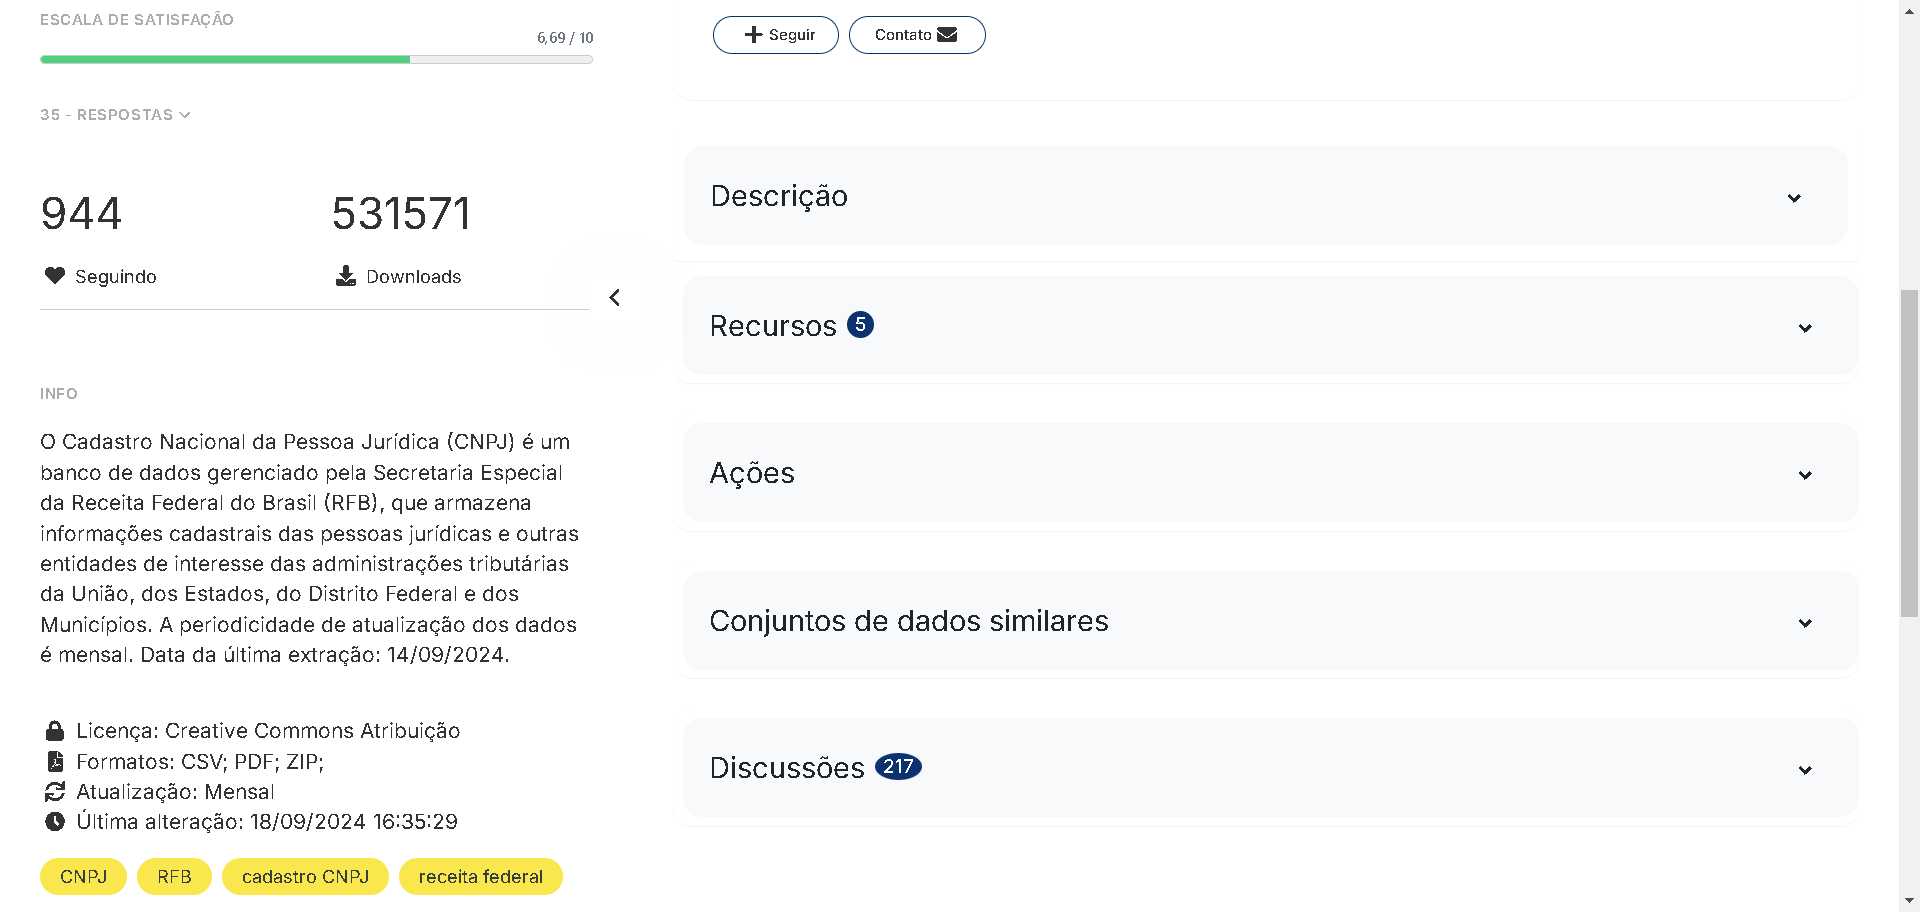 ESCALA DE SATISFAÇÃO
6,69 / 10
35 - RESPOSTAS
944
531571
Seguindo
Downloads
INFO
O Cadastro Nacional da Pessoa Jurídica (CNPJ) é um
banco de dados gerenciado pela Secretaria Especial
da Receita Federal do Brasil (RFB), que armazena
informações cadastrais das pessoas jurídicas e outras
entidades de interesse das administrações tributárias
da União, dos Estados, do Distrito Federal e dos
Municípios. A periodicidade de atualização dos dados
é mensal. Data da última extração: 14/09/2024.
Licença: Creative Commons Atribuição
Formatos: CSV; PDF; ZIP;
Atualização: Mensal
Última alteração: 18/09/2024 16:35:29
CNPJ RFB cadastro CNPJ receita federal
Seguir Contato
Descrição
Recursos 5
Ações
Conjuntos de dados similares
Discussões 217